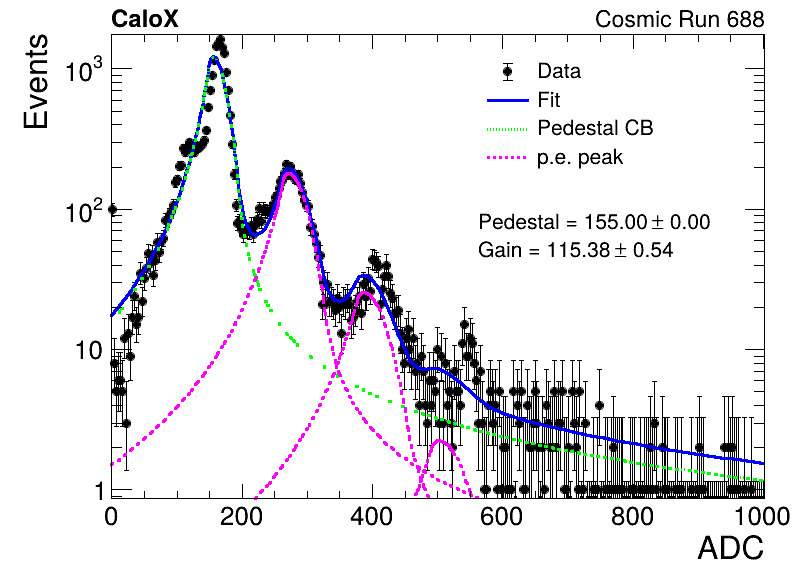 CaloX Cosmic Run 688
Events
10³
10²
10
1
Data
Fit
Pedestal CB
p.e. peak
Pedestal = 155.00 ± 0.00
Gain = 115.38 ± 0.54
0 200 400 600 800 1000
ADC